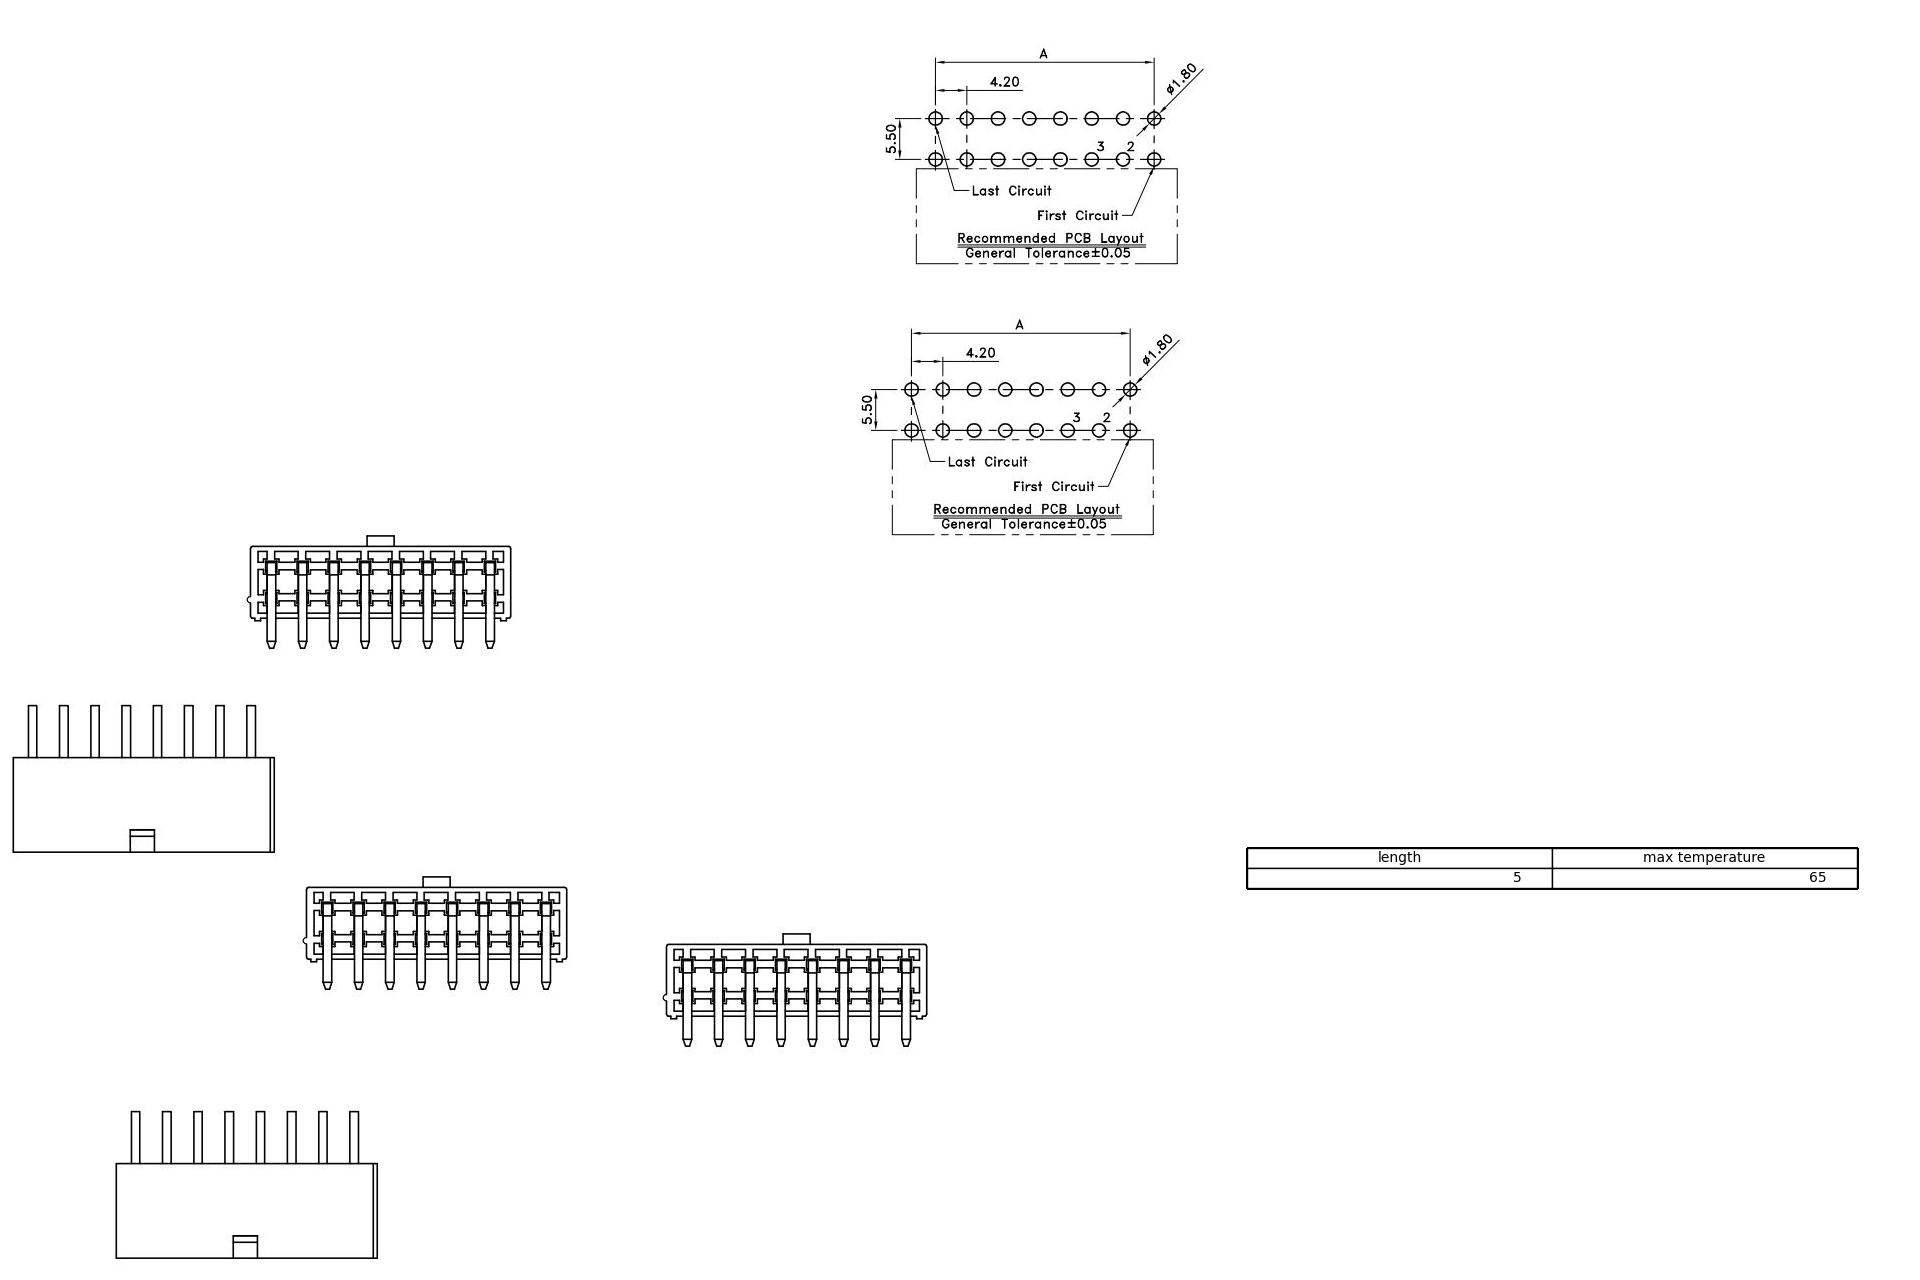 A
4.20
ø1.80
5.50
3 2
Last Circuit
First Circuit
Recommended PCB Layout
General Tolerance±0.05
A
4.20
ø1.80
5.50
3 2
Last Circuit
First Circuit
Recommended PCB Layout
General Tolerance±0.05
length max temperature
5 65